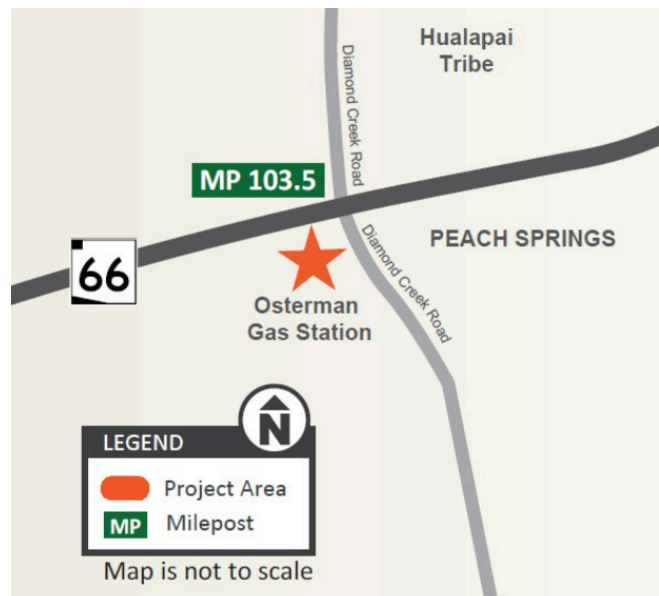 Hualapai
Tribe
Diamond Creek Road
MP 103.5
PEACH SPRINGS
Diamond Creek Road
66
Osterman
Gas Station
N
LEGEND
Project Area
MP Milepost
Map is not to scale